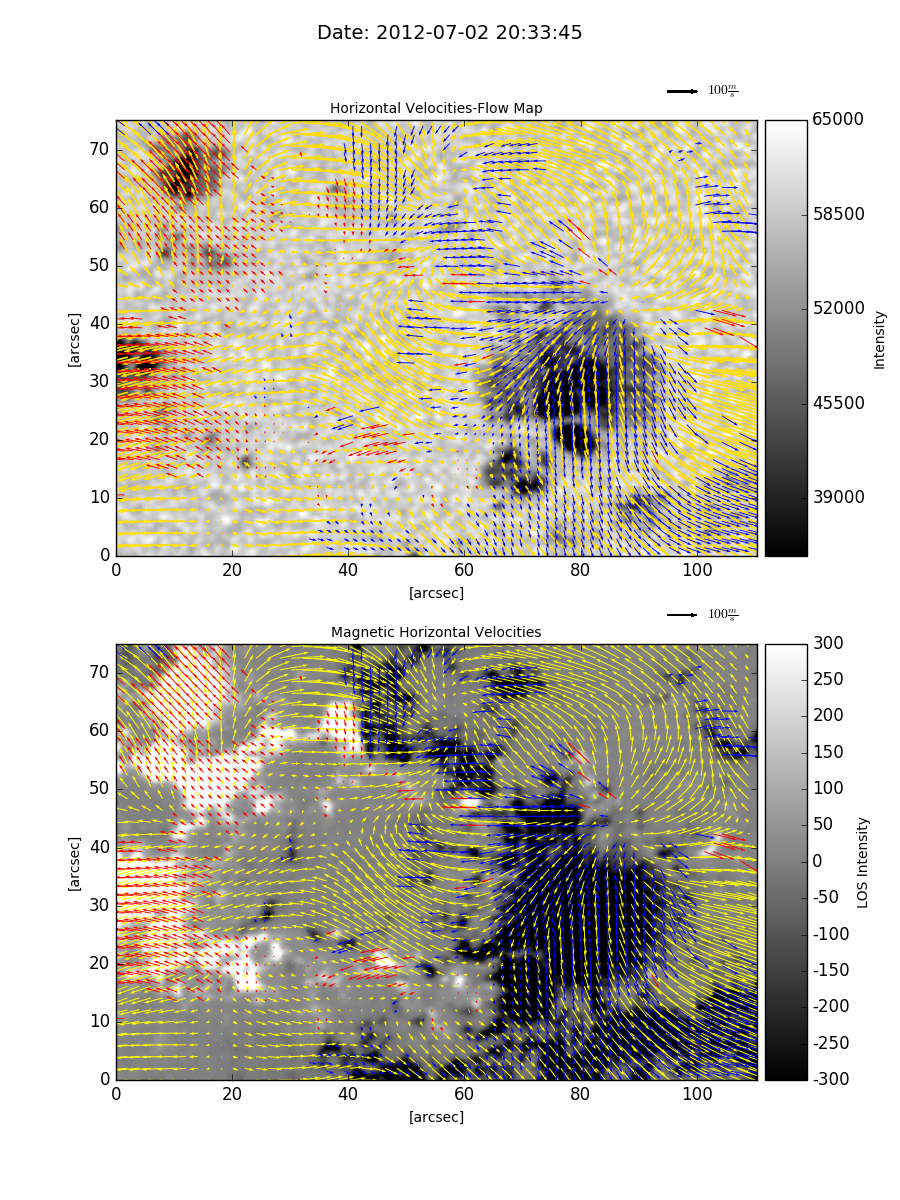 Date: 2012-07-02 20:33:45
100 m/s
Horizontal Velocities-Flow Map
70
60
50
40
30
20
10
0
[arcsec]
0 20 40 60 80 100
[arcsec]
65000
58500
52000
45500
39000
Intensity
100 m/s
Magnetic Horizontal Velocities
70
60
50
40
30
20
10
0
[arcsec]
0 20 40 60 80 100
[arcsec]
300
250
200
150
100
50
0
-50
-100
-150
-200
-250
-300
LOS Intensity